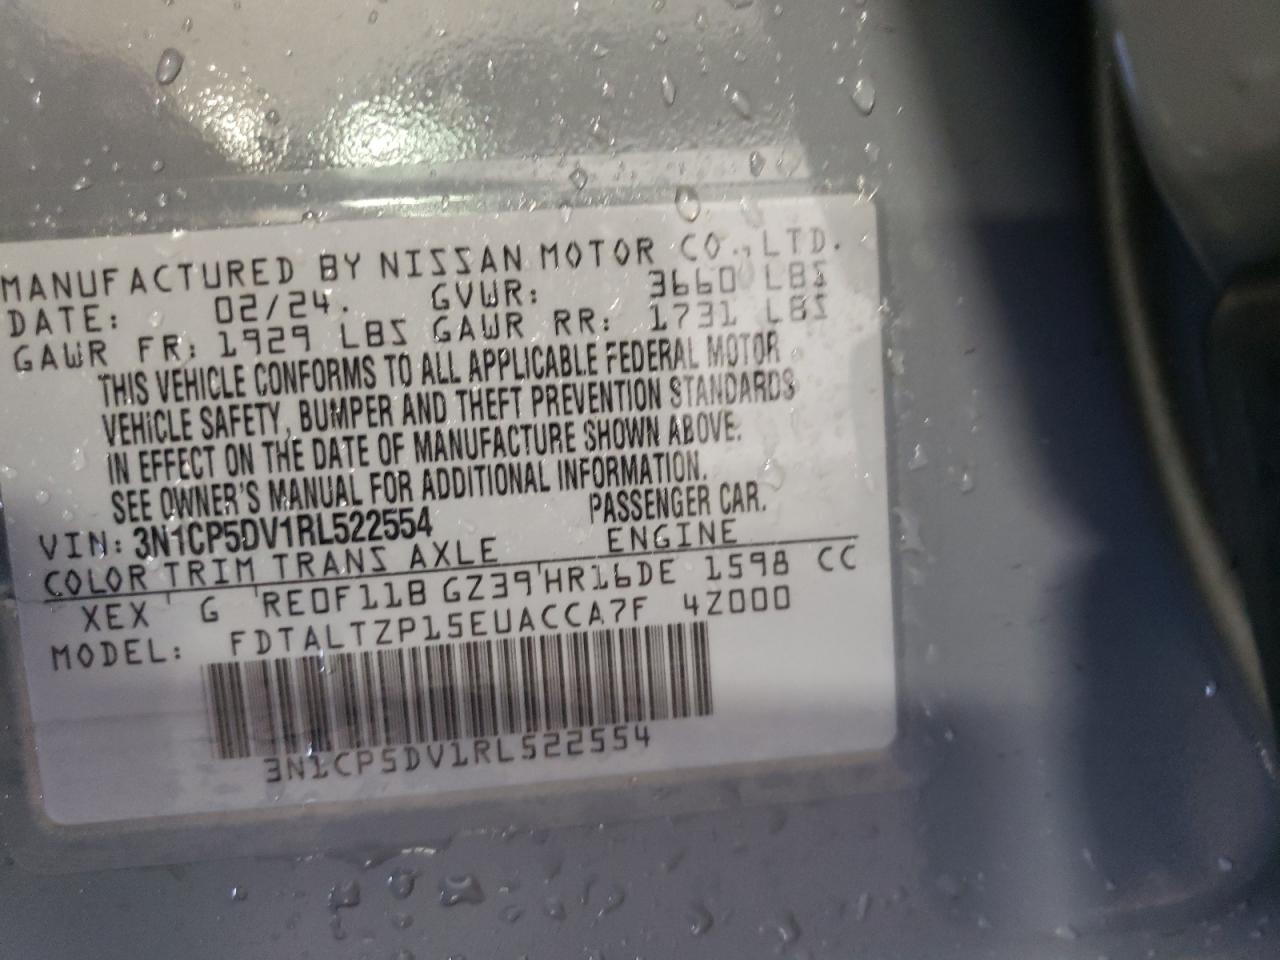 MANUFACTURED BY NISSAN MOTOR CO.,LTD.
DATE: 02/24. GVWR: 3660 LBS
GAWR FR: 1929 LBS GAWR RR: 1731 LBS
THIS VEHICLE CONFORMS TO ALL APPLICABLE FEDERAL MOTOR
VEHICLE SAFETY, BUMPER AND THEFT PREVENTION STANDARDS
IN EFFECT ON THE DATE OF MANUFACTURE SHOWN ABOVE.
SEE OWNER'S MANUAL FOR ADDITIONAL INFORMATION.
VIN: 3N1CP5DV1RL522554 PASSENGER CAR.
COLOR TRIM TRANS AXLE ENGINE
XEX G RE0F11B GZ39 HR16DE 1598 CC
MODEL: FDTALTZP15EUACCA7F 4Z000
3N1CP5DV1RL522554